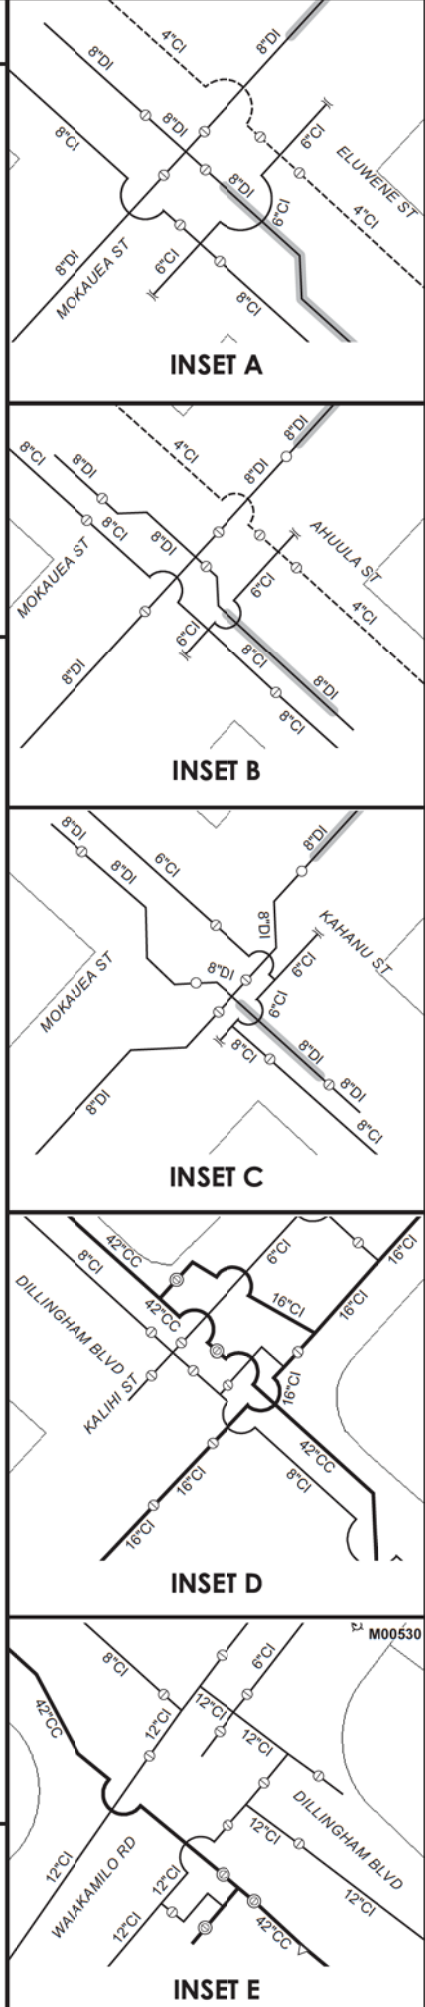 8"DI
4"CI
8"DI
8"DI
8"CI
6"CI
ELUWENE ST
8"DI
6"CI
4"CI
8"DI
6"CI
MOKAUEA ST
8"CI
INSET A
8"DI
4"CI
8"CI
8"DI
8"DI
8"CI
8"DI
AHUULA ST
MOKAUEA ST
6"CI
4"CI
6"CI
8"CI
8"DI
8"DI
8"CI
INSET B
8"DI
6"CI
8"DI
8"DI
8"DI
KAHANU ST
MOKAUEA ST
8"DI
6"CI
6"CI
8"CI
8"DI
8"DI
8"DI
8"CI
INSET C
42"CC
8"CI
6"CI
16"CI
42"CC
16"CI
16"CI
DILLINGHAM BLVD
KALIHI ST
16"CI
42"CC
16"CI
8"CI
16"CI
INSET D
M00530
8"CI
6"CI
42"CC
12"CI
12"CI
12"CI
DILLINGHAM BLVD
12"CI
12"CI
WAIAKAMILO RD
12"CI
12"CI
12"CI
42"CC
INSET E